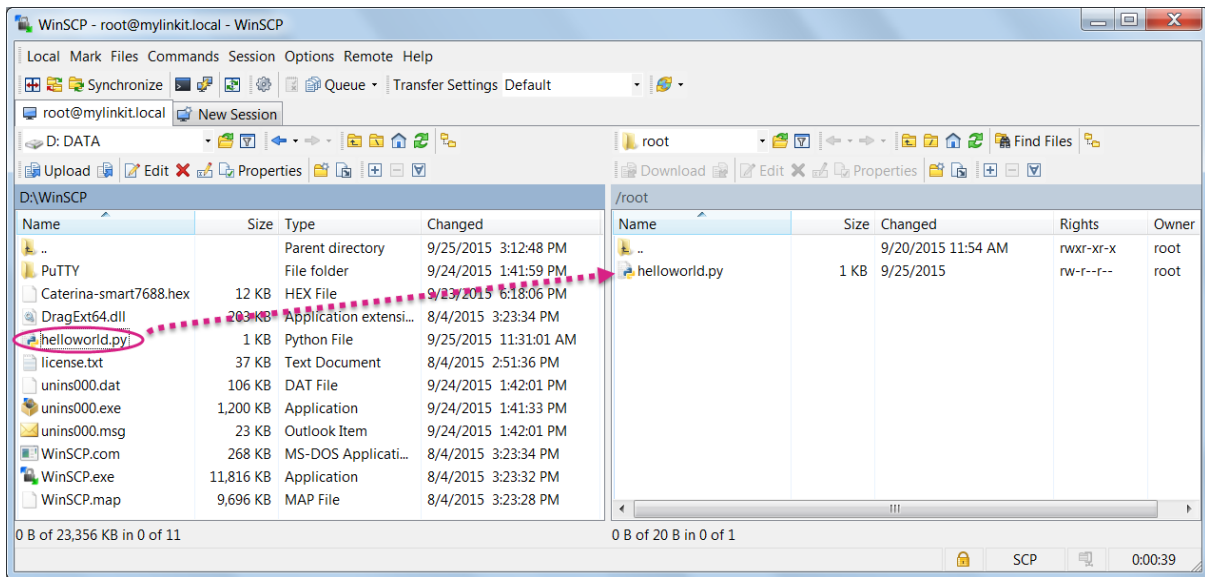 WinSCP - root@mylinkit.local - WinSCP
Local Mark Files Commands Session Options Remote Help
Synchronize Queue Transfer Settings Default
root@mylinkit.local New Session
D: DATA
Upload Edit Properties
D:\WinSCP
Name Size Type Changed
.. Parent directory 9/25/2015 3:12:48 PM
PuTTY File folder 9/24/2015 1:41:59 PM
Caterina-smart7688.hex 12 KB HEX File 9/23/2015 6:18:06 PM
DragExt64.dll 203 KB Application extensi... 8/4/2015 3:23:34 PM
helloworld.py 1 KB Python File 9/25/2015 11:31:01 AM
license.txt 37 KB Text Document 8/4/2015 2:51:36 PM
unins000.dat 106 KB DAT File 9/24/2015 1:42:01 PM
unins000.exe 1,200 KB Application 9/24/2015 1:41:33 PM
unins000.msg 23 KB Outlook Item 9/24/2015 1:42:01 PM
WinSCP.com 268 KB MS-DOS Applicati... 8/4/2015 3:23:34 PM
WinSCP.exe 11,816 KB Application 8/4/2015 3:23:32 PM
WinSCP.map 9,696 KB MAP File 8/4/2015 3:23:28 PM
0 B of 23,356 KB in 0 of 11
root Find Files
Download Edit Properties
/root
Name Size Changed Rights Owner
.. 9/20/2015 11:54 AM rwxr-xr-x root
helloworld.py 1 KB 9/25/2015 rw-r--r-- root
0 B of 20 B in 0 of 1
SCP 0:00:39